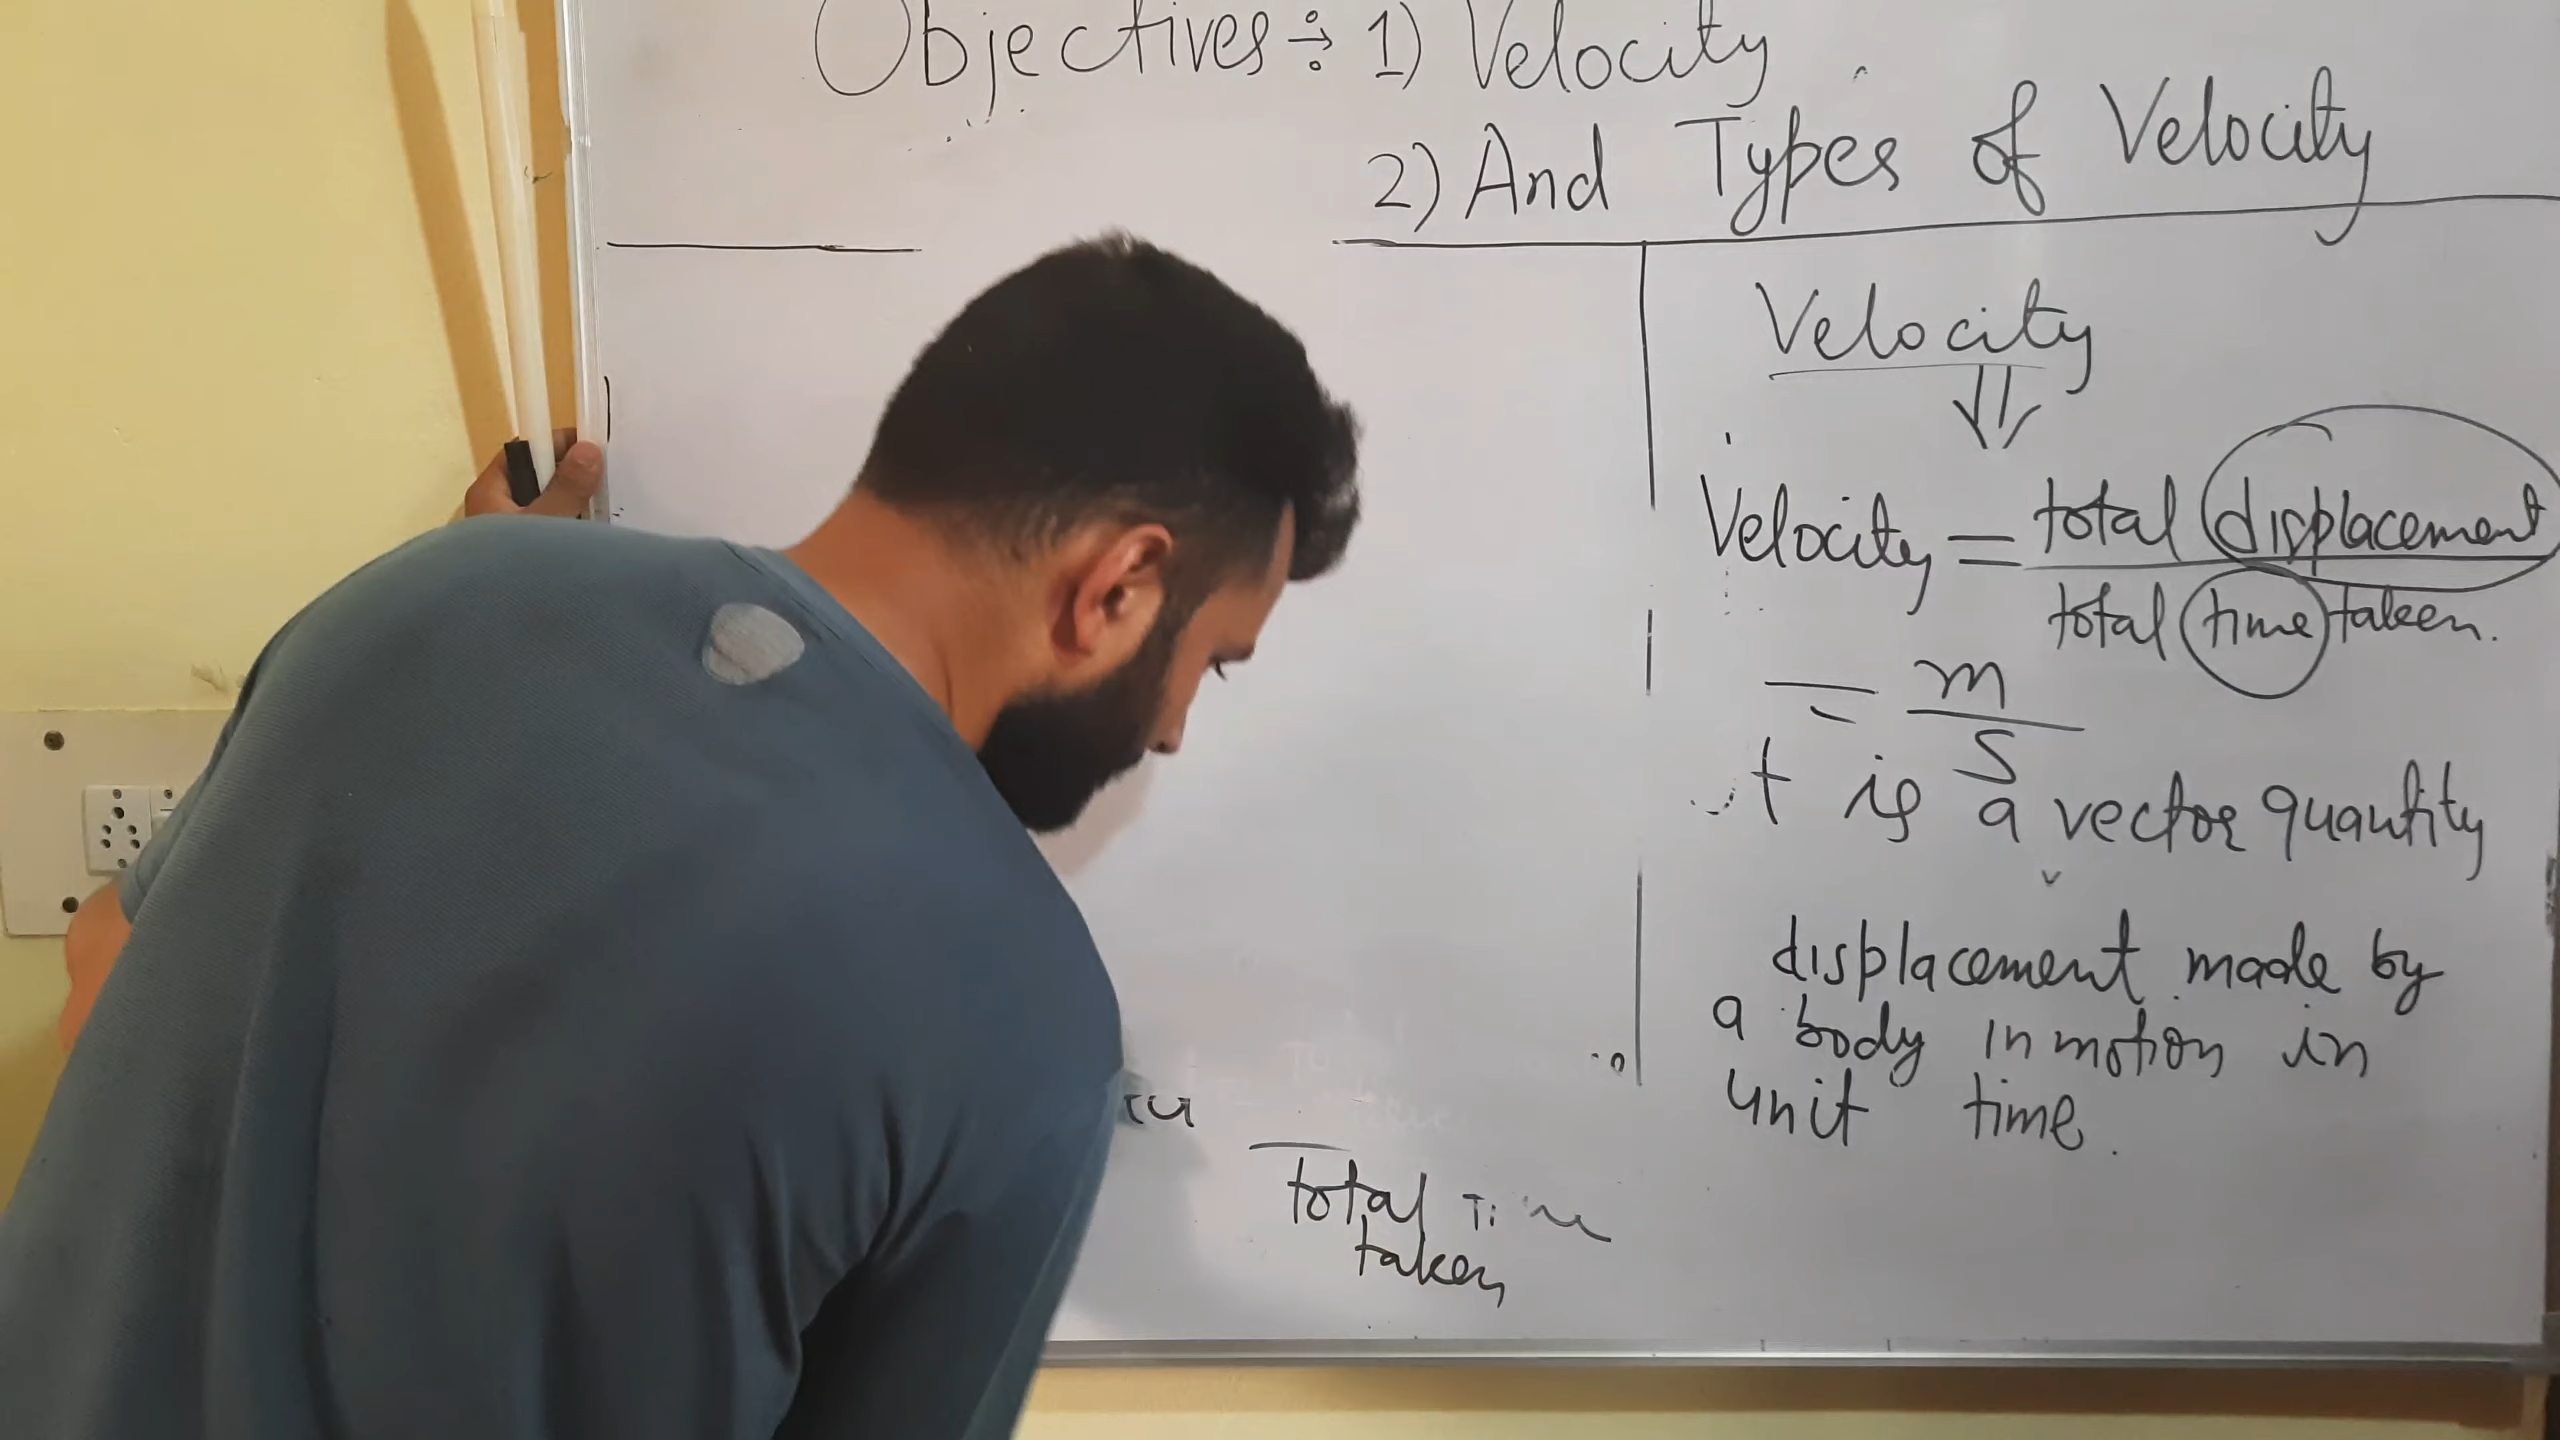 Objectives ÷ 1) Velocity
2) And Types of Velocity
Velocity
Velocity = total displacement
total time taken.
= m
s
t is a vector quantity
displacement made by
a body in motion in
unit time.
Total
taken